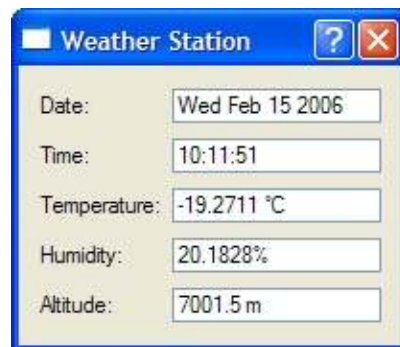 Weather Station
Date: Wed Feb 15 2006
Time: 10:11:51
Temperature: -19.2711 °C
Humidity: 20.1828%
Altitude: 7001.5 m